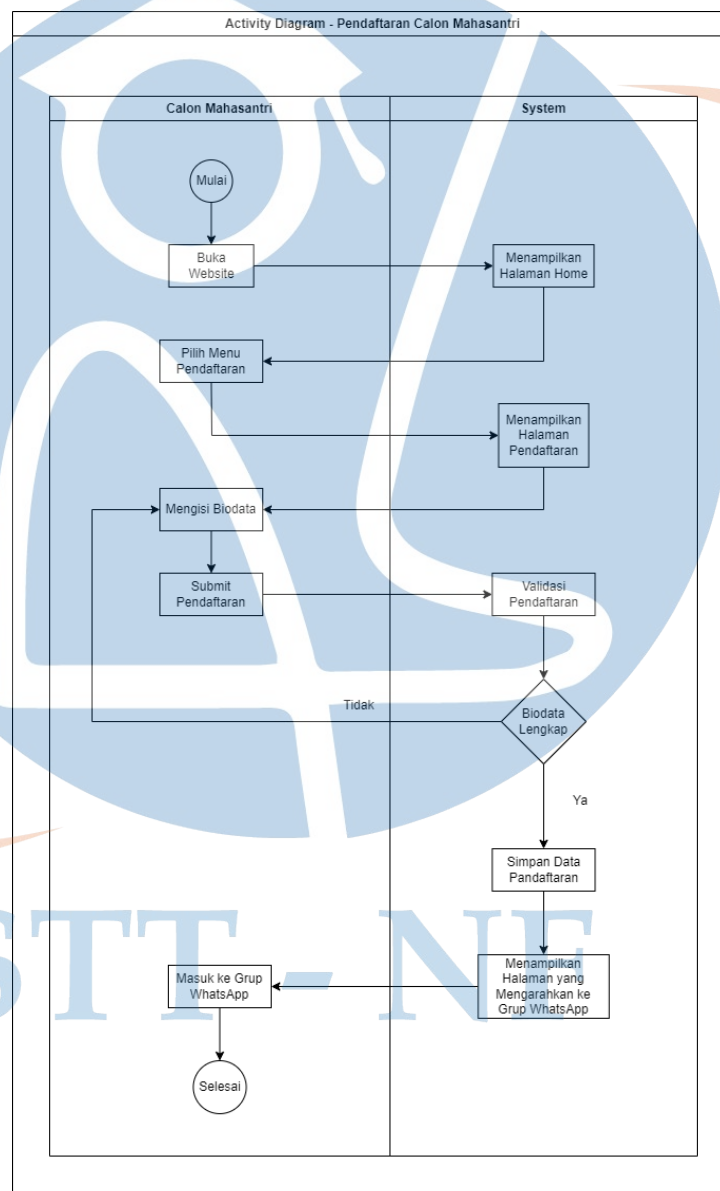 Activity Diagram - Pendaftaran Calon Mahasantri
Calon Mahasantri
System
Mulai
Buka
Website
Menampilkan
Halaman Home
Pilih Menu
Pendaftaran
Menampilkan
Halaman
Pendaftaran
Mengisi Biodata
Submit
Pendaftaran
Validasi
Pendaftaran
Tidak
Biodata
Lengkap
Ya
Simpan Data
Pandaftaran
Menampilkan
Halaman yang
Mengarahkan ke
Grup WhatsApp
Masuk ke Grup
WhatsApp
Selesai
STT - NF